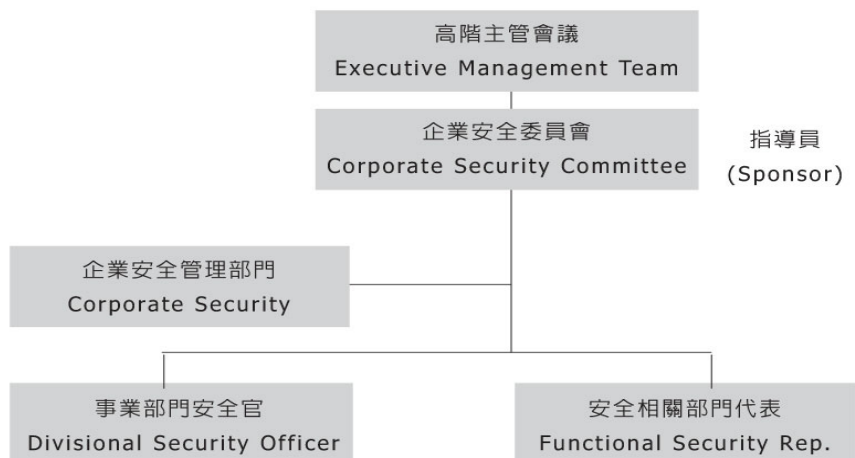 高階主管會議
Executive Management Team
企業安全委員會
Corporate Security Committee
指導員
(Sponsor)
企業安全管理部門
Corporate Security
事業部門安全官
Divisional Security Officer
安全相關部門代表
Functional Security Rep.